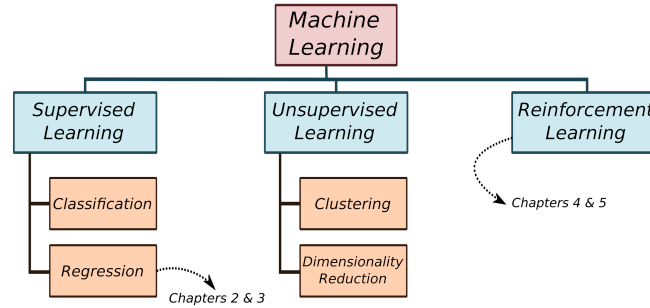 Machine
Learning
Supervised
Learning
Unsupervised
Learning
Reinforcement
Learning
Classification
Clustering
Chapters 4 & 5
Regression
Dimensionality
Reduction
Chapters 2 & 3